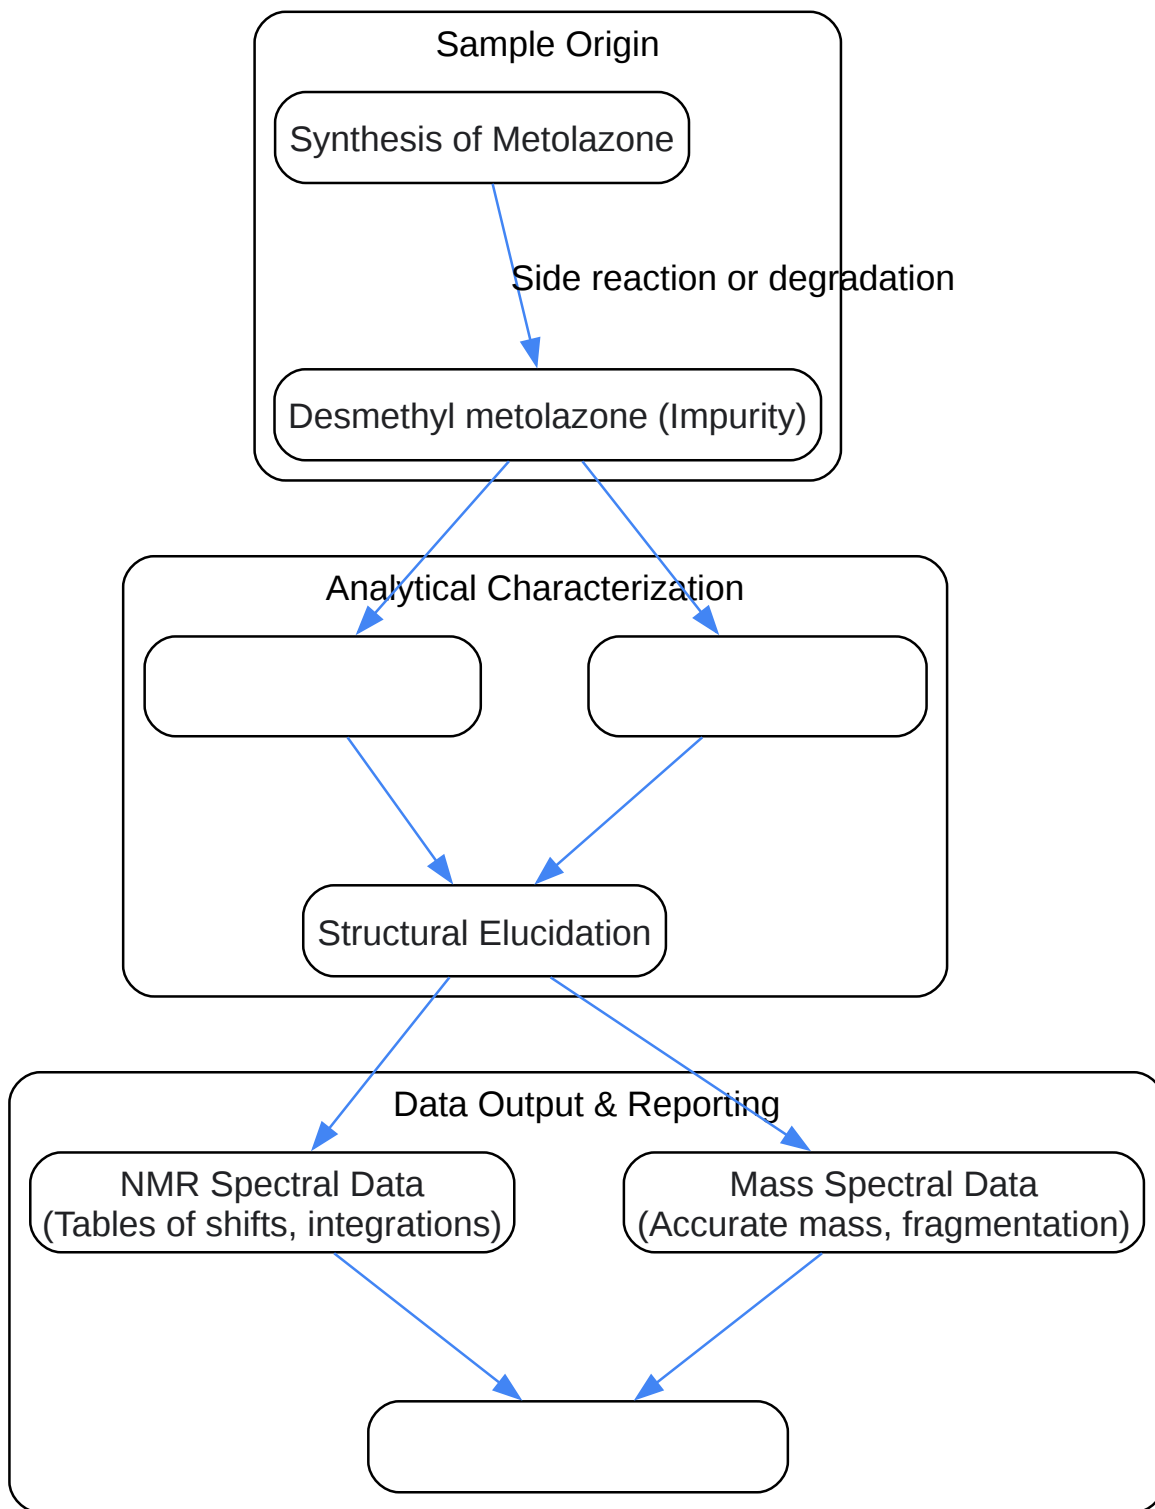 Sample Origin
Synthesis of Metolazone
Side reaction or degradation
Desmethyl metolazone (Impurity)
Analytical Characterization
Structural Elucidation
Data Output & Reporting
NMR Spectral Data
(Tables of shifts, integrations)
Mass Spectral Data
(Accurate mass, fragmentation)